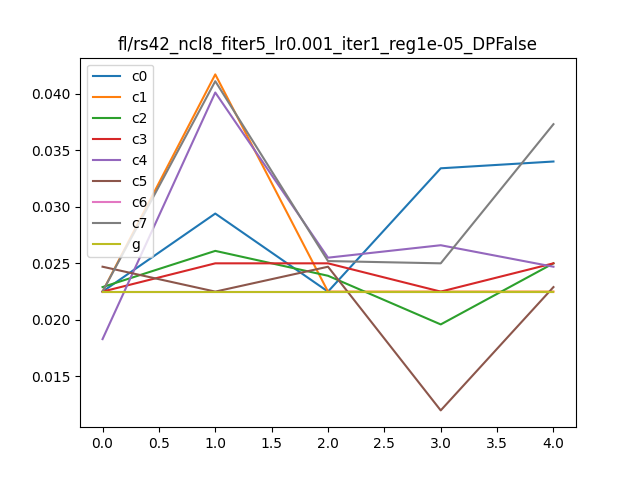 fl/rs42_ncl8_fiter5_lr0.001_iter1_reg1e-05_DPFalse
c0
c1
c2
c3
c4
c5
c6
c7
g
0.040
0.035
0.030
0.025
0.020
0.015
0.0 0.5 1.0 1.5 2.0 2.5 3.0 3.5 4.0